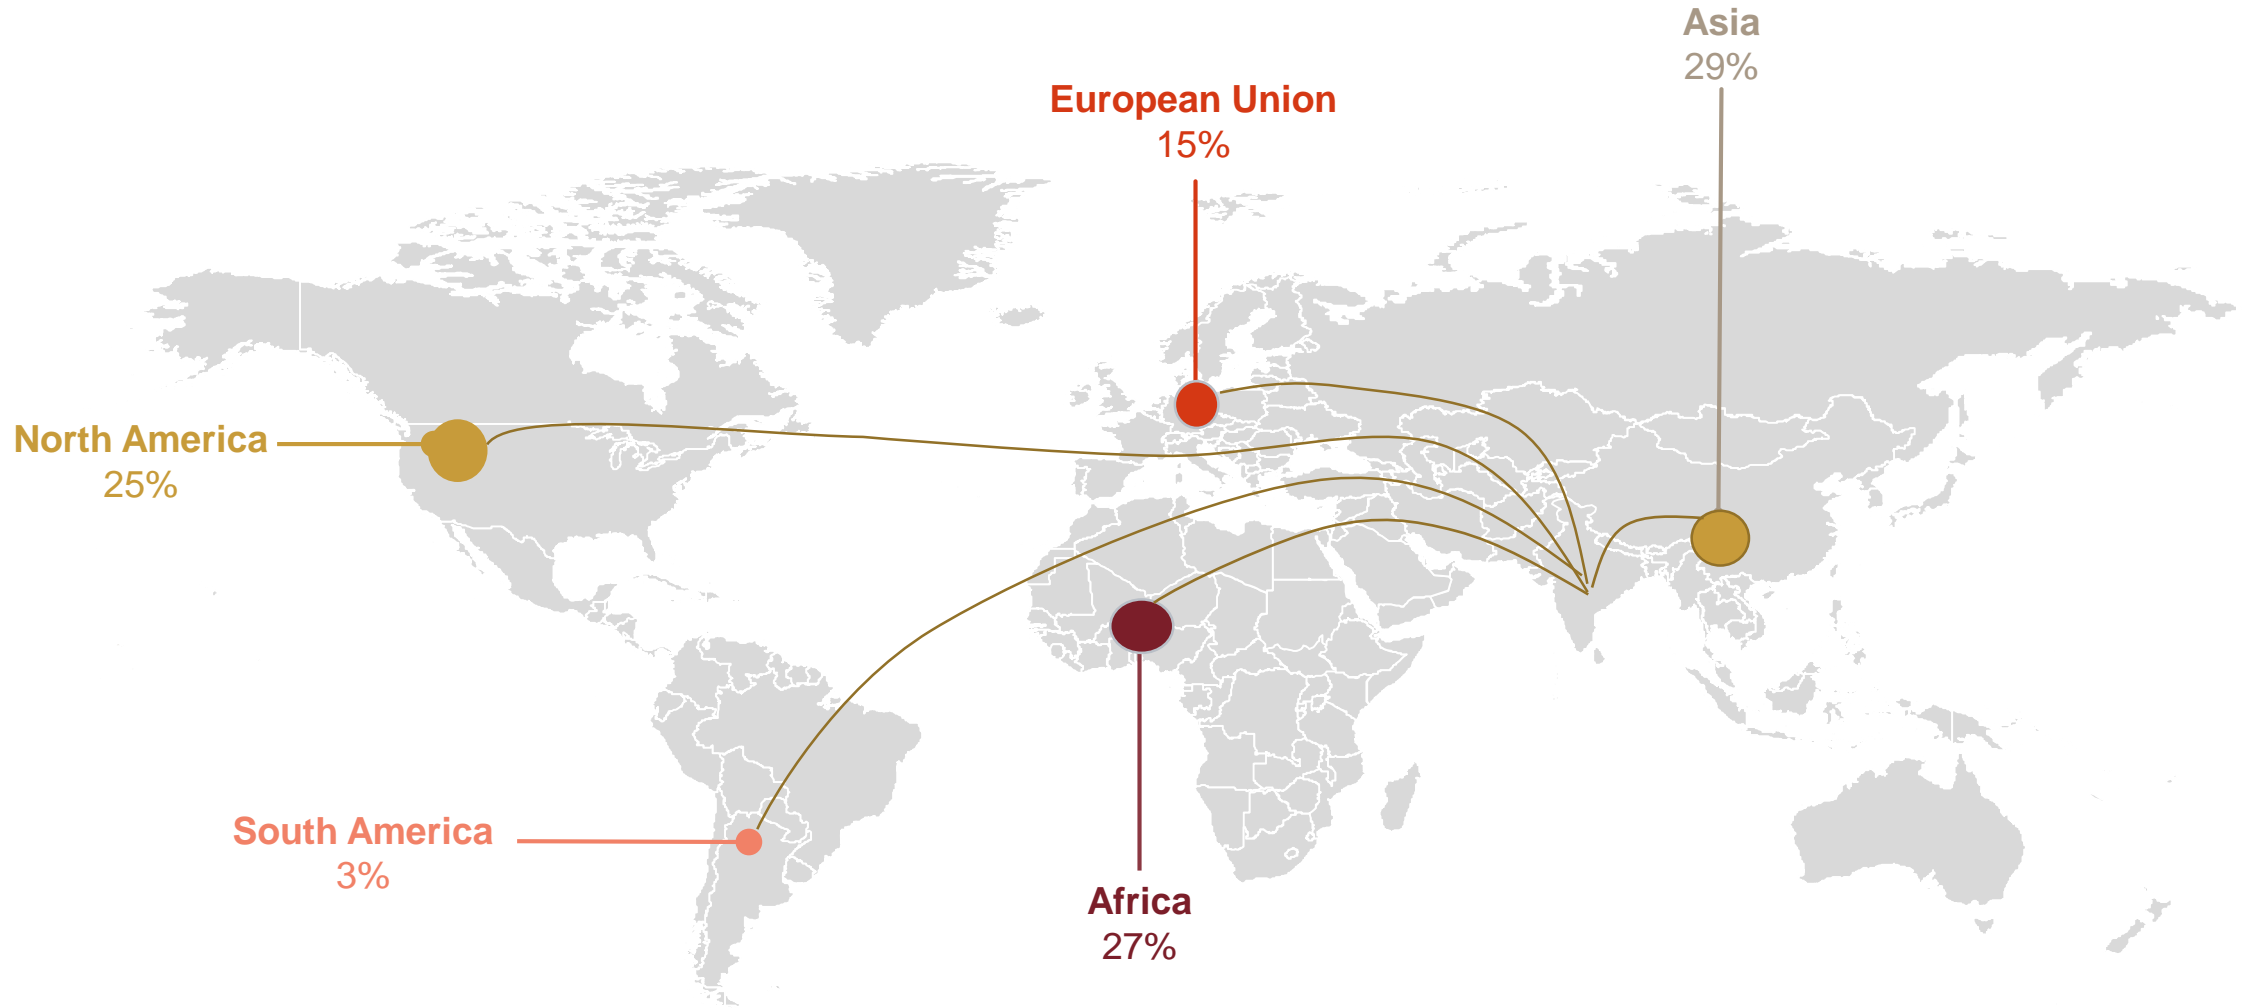 Asia
29%
European Union
15%
North America
25%
South America
3%
Africa
27%